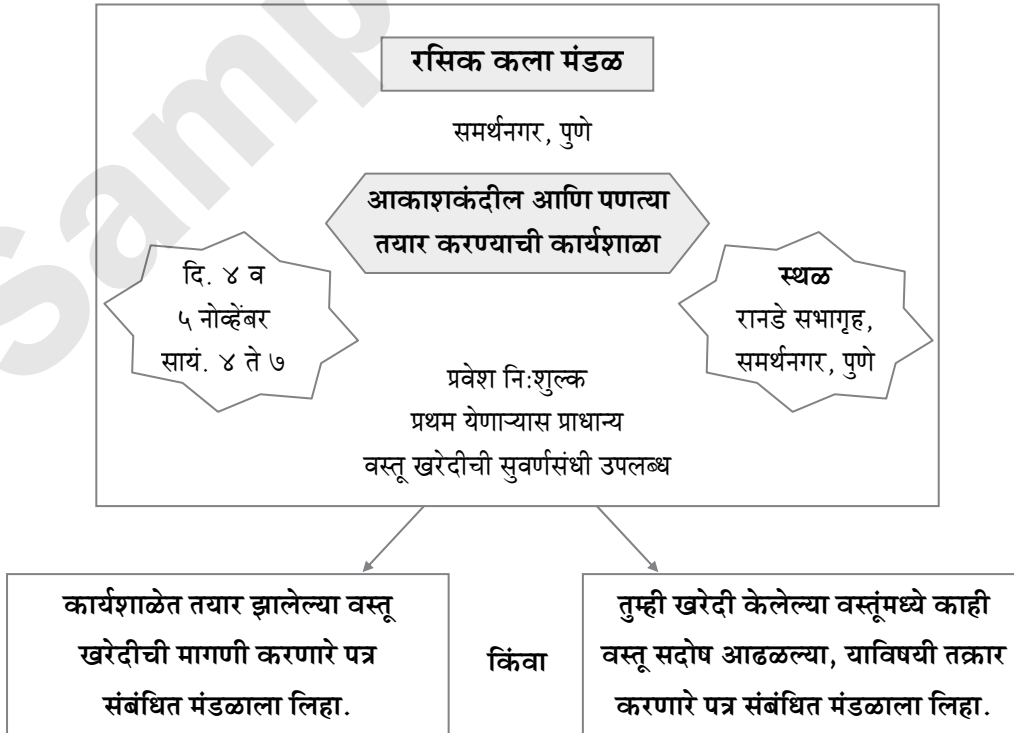 रसिक कला मंडळ
समर्थनगर, पुणे
आकाशकंदील आणि पणत्या
तयार करण्याची कार्यशाळा
दि. ४ व
५ नोव्हेंबर
सायं. ४ ते ७
स्थळ
रानडे सभागृह,
समर्थनगर, पुणे
प्रवेश नि:शुल्क
प्रथम येणाऱ्यास प्राधान्य
वस्तू खरेदीची सुवर्णसंधी उपलब्ध
कार्यशाळेत तयार झालेल्या वस्तू
खरेदीची मागणी करणारे पत्र
संबंधित मंडळाला लिहा.
किंवा
तुम्ही खरेदी केलेल्या वस्तूंमध्ये काही
वस्तू सदोष आढळल्या, याविषयी तक्रार
करणारे पत्र संबंधित मंडळाला लिहा.
Samp